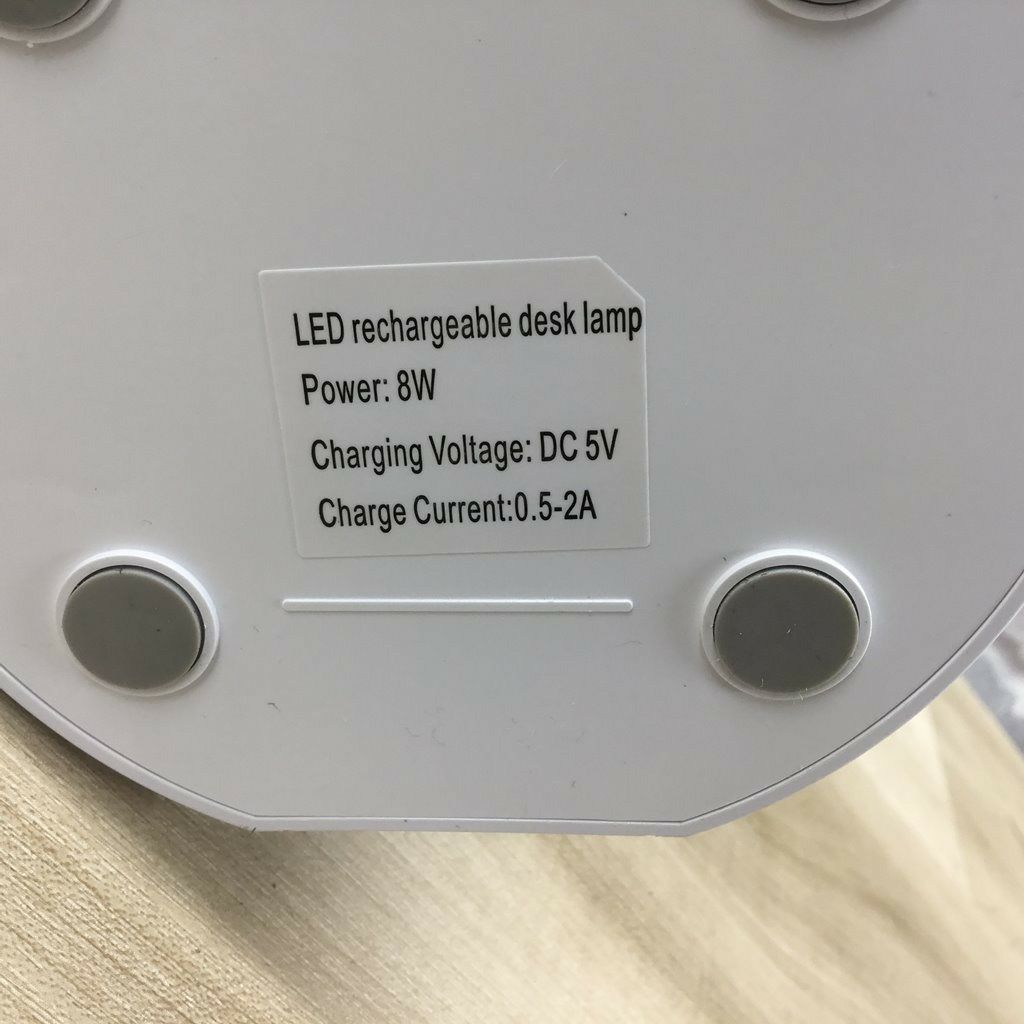 LED rechargeable desk lamp
Power: 8W
Charging Voltage: DC 5V
Charge Current:0.5-2A